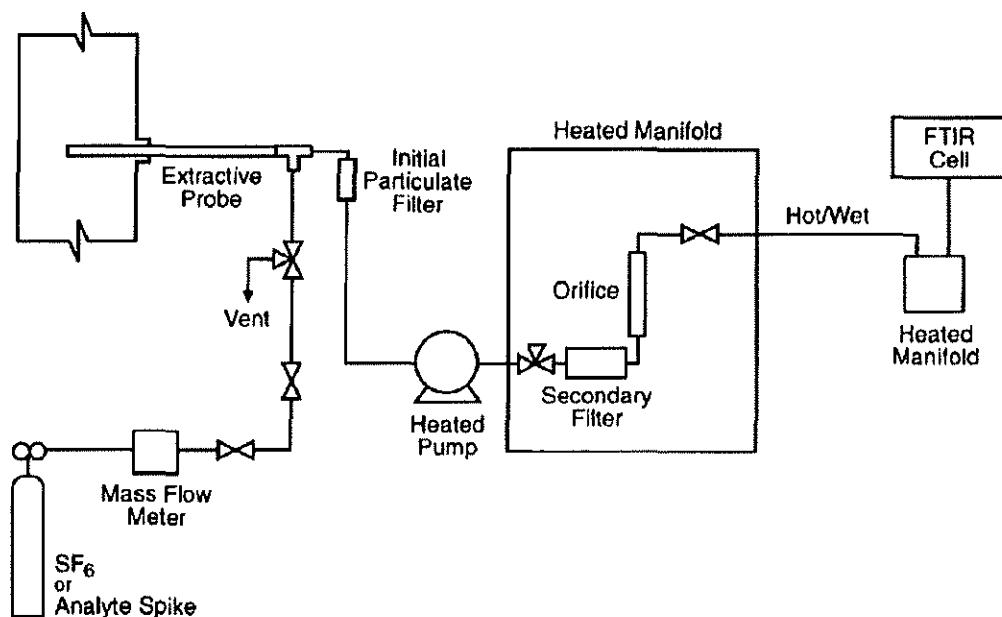 Extractive
Probe
Initial
Particulate
Filter
Vent
Mass Flow
Meter
SF6
or
Analyte Spike
Heated
Pump
Heated Manifold
Orifice
Secondary
Filter
Hot/Wet
FTIR
Cell
Heated
Manifold